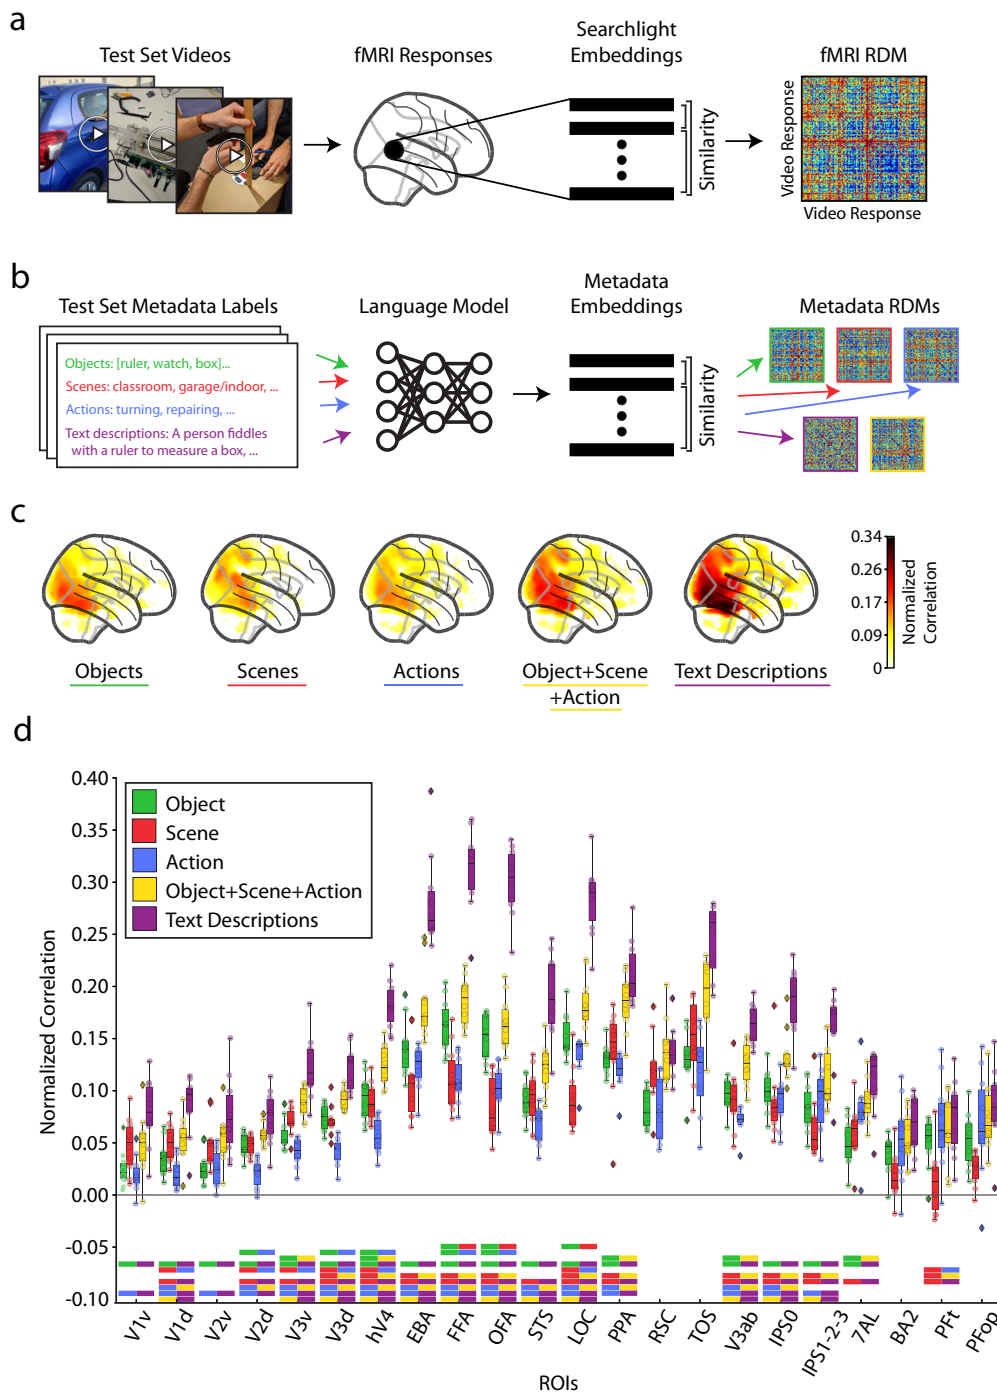 a
Test Set Videos
fMRI Responses
Searchlight
Embeddings
fMRI RDM
Similarity
Video Response
Video Response
b
Test Set Metadata Labels
Language Model
Metadata
Embeddings
Metadata RDMs
Objects: [ruler, watch, box]...
Scenes: classroom, garage/indoor, ...
Actions: turning, repairing, ...
Text descriptions: A person fiddles
with a ruler to measure a box, ...
Similarity
c
Objects
Scenes
Actions
Object+Scene
+Action
Text Descriptions
0.34
0.26
0.17
0.09
0
Normalized
Correlation
d
Normalized Correlation
0.40
0.35
0.30
0.25
0.20
0.15
0.10
0.05
0.00
-0.05
-0.10
Object
Scene
Action
Object+Scene+Action
Text Descriptions
V1v
V1d
V2v
V2d
V3v
V3d
hV4
EBA
FFA
OFA
STS
LOC
PPA
RSC
TOS
V3ab
IPS0
IPS1-2-3
7AL
BA2
PFt
PFop
ROIs